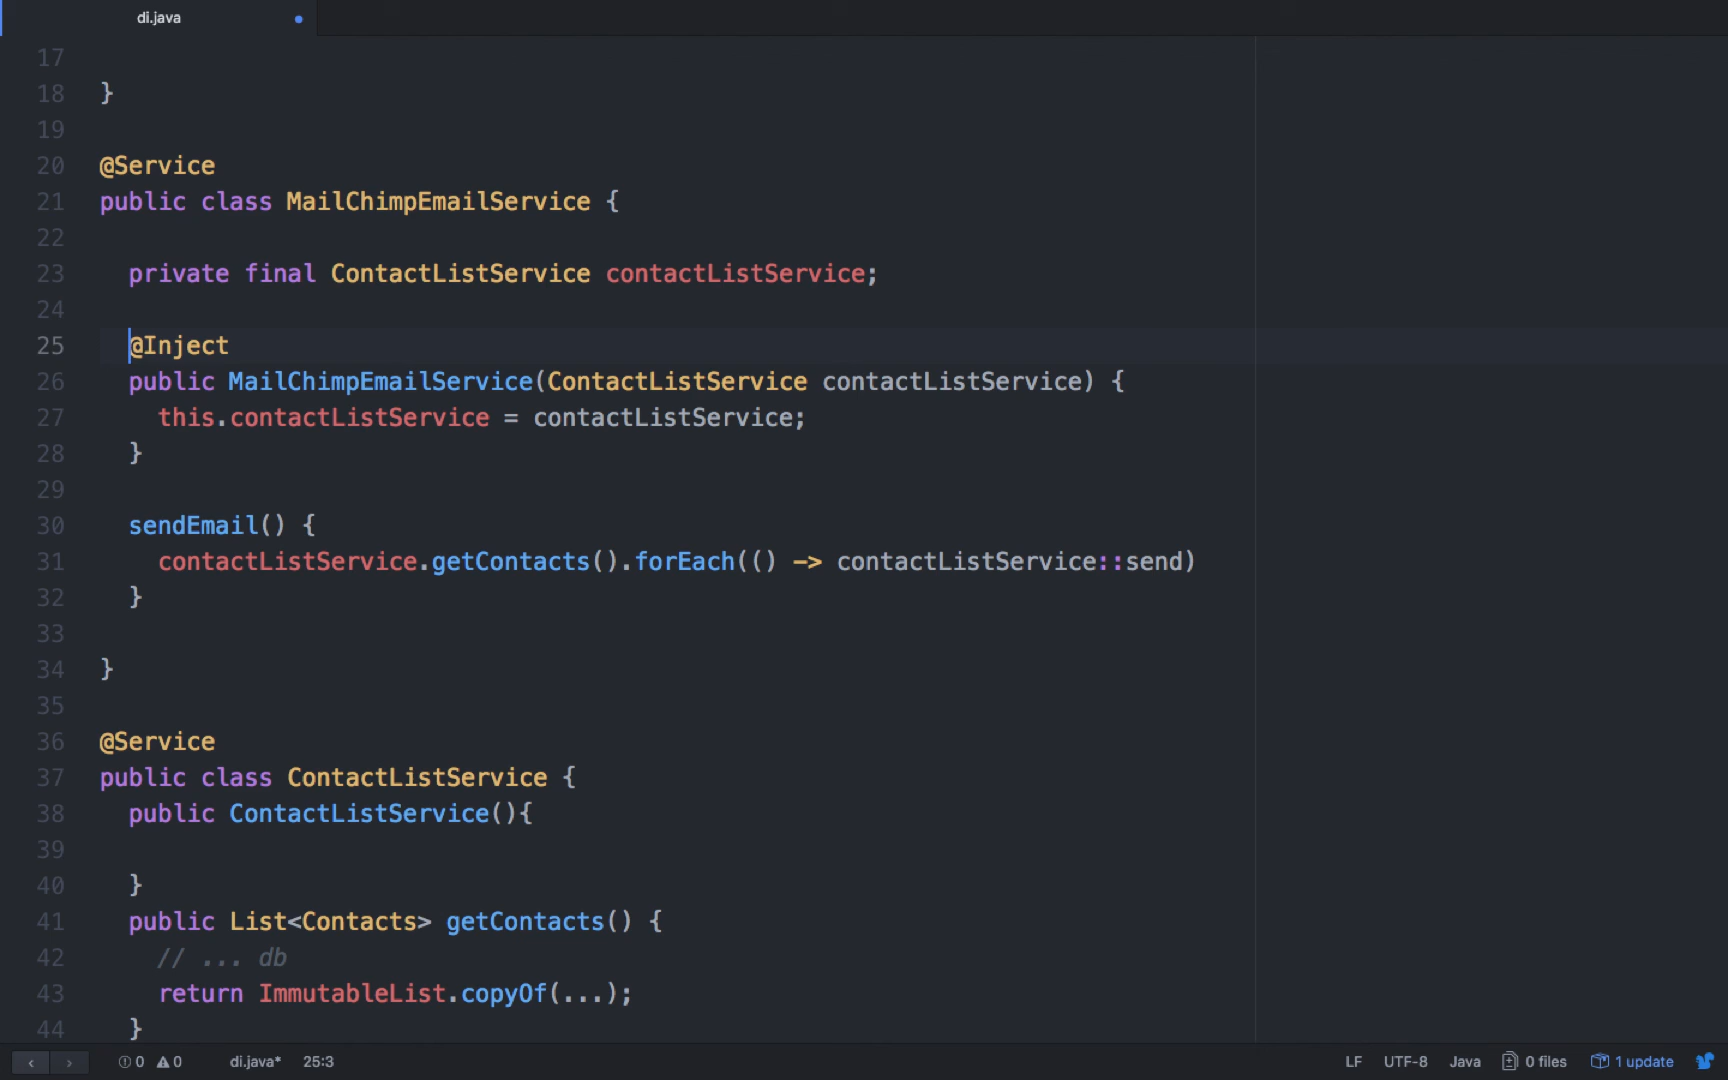 di.java
17
18 }
19
20 @Service
21 public class MailChimpEmailService {
22
23 private final ContactListService contactListService;
24
25 @Inject
26 public MailChimpEmailService(ContactListService contactListService) {
27 this.contactListService = contactListService;
28 }
29
30 sendEmail() {
31 contactListService.getContacts().forEach(() -> contactListService::send)
32 }
33
34 }
35
36 @Service
37 public class ContactListService {
38 public ContactListService(){
39
40 }
41 public List<Contacts> getContacts() {
42 // ... db
43 return ImmutableList.copyOf(...);
44 }
0 0 di.java* 25:3 LF UTF-8 Java 0 files 1 update